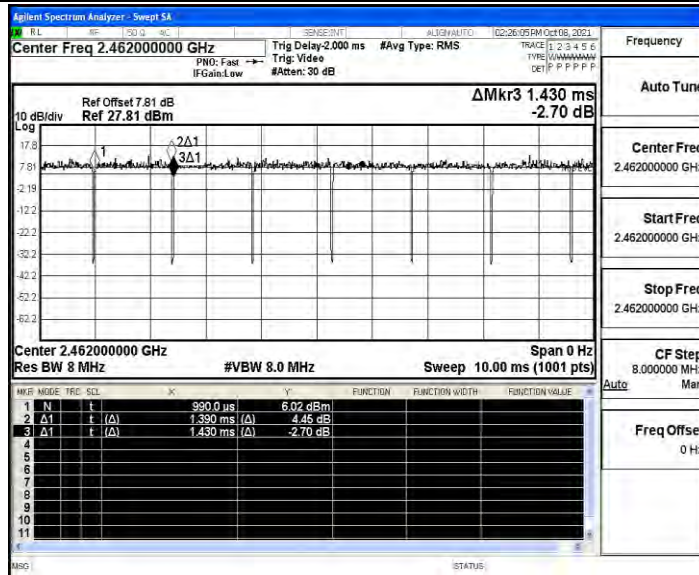 Agilent Spectrum Analyzer - Swept SA
RL RF 50 Ω AC SENSE:INT ALIGNAUTO 02:26:05 PM Oct 08, 2021
Center Freq 2.462000000 GHz
PNO: Fast
IFGain:Low
Trig Delay-2.000 ms
Trig: Video
#Atten: 30 dB
#Avg Type: RMS
TRACE 1 2 3 4 5 6
TYPE WWWWWW
DET P P P P P P
Frequency
Auto Tune
ΔMkr3 1.430 ms
-2.70 dB
Ref Offset 7.81 dB
10 dB/div Ref 27.81 dBm
Log
17.8
7.81
-2.19
-12.2
-22.2
-32.2
-42.2
-52.2
-62.2
1
2Δ1
3Δ1
Center Freq
2.462000000 GHz
Start Freq
2.462000000 GHz
Stop Freq
2.462000000 GHz
CF Step
8.000000 MHz
Auto Man
Freq Offset
0 Hz
Center 2.462000000 GHz Span 0 Hz
Res BW 8 MHz #VBW 8.0 MHz Sweep 10.00 ms (1001 pts)
MKR MODE TRC SCL X Y FUNCTION FUNCTION WIDTH FUNCTION VALUE
1 N t 990.0 µs 6.02 dBm
2 Δ1 t (Δ) 1.390 ms (Δ) 4.45 dB
3 Δ1 t (Δ) 1.430 ms (Δ) -2.70 dB
4
5
6
7
8
9
10
11
MSG STATUS